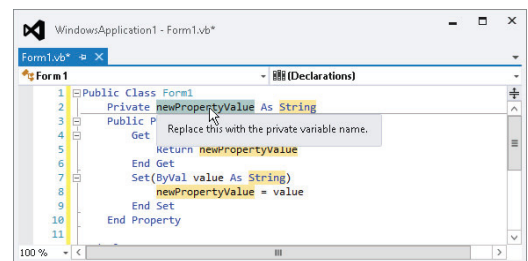 WindowsApplication1 - Form1.vb*
Form1.vb*
Form 1 (Declarations)
1 Public Class Form1
2 Private newPropertyValue As String
3 Public P
Replace this with the private variable name.
4 Get
5 Return newPropertyValue
6 End Get
7 Set(ByVal value As String)
8 newPropertyValue = value
9 End Set
10 End Property
11
100 %